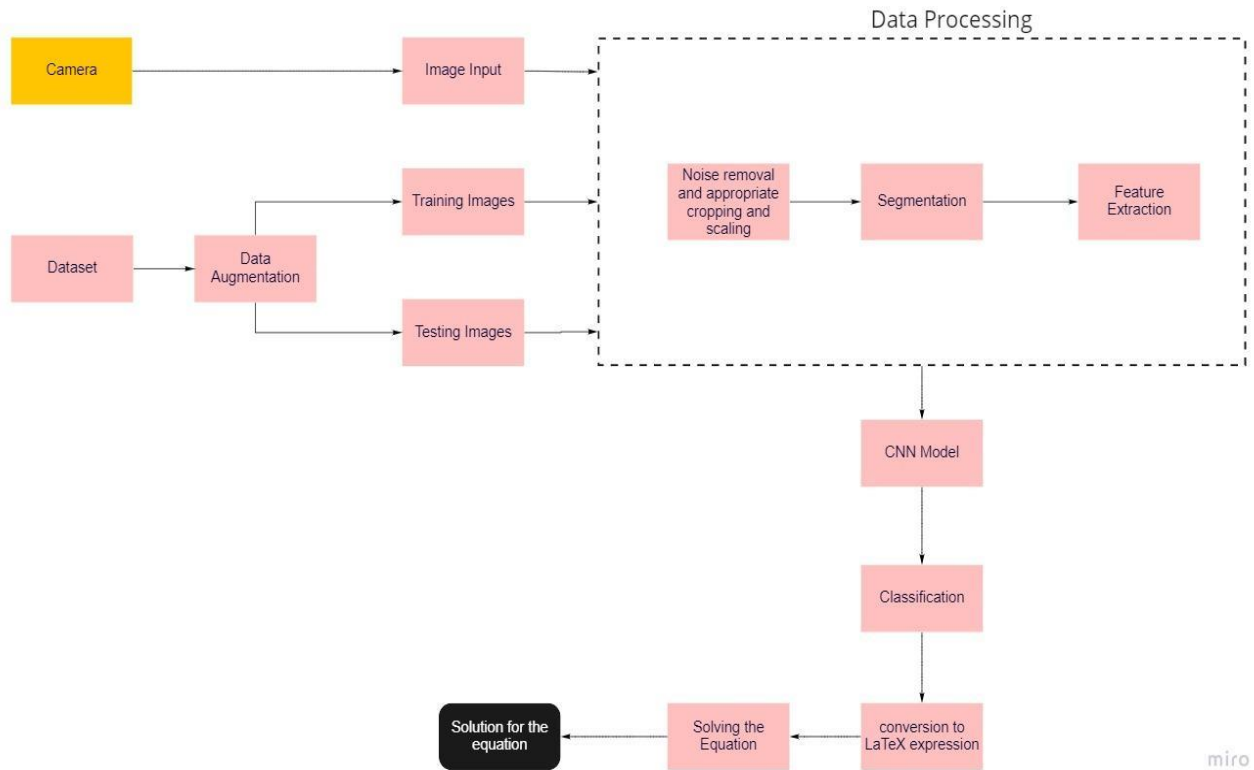 Data Processing
Camera
Image Input
Noise removal
and appropriate
cropping and
scaling
Segmentation
Feature
Extraction
Training Images
Dataset
Data
Augmentation
Testing Images
CNN Model
Classification
conversion to
LaTeX expression
Solving the
Equation
Solution for the
equation
miro